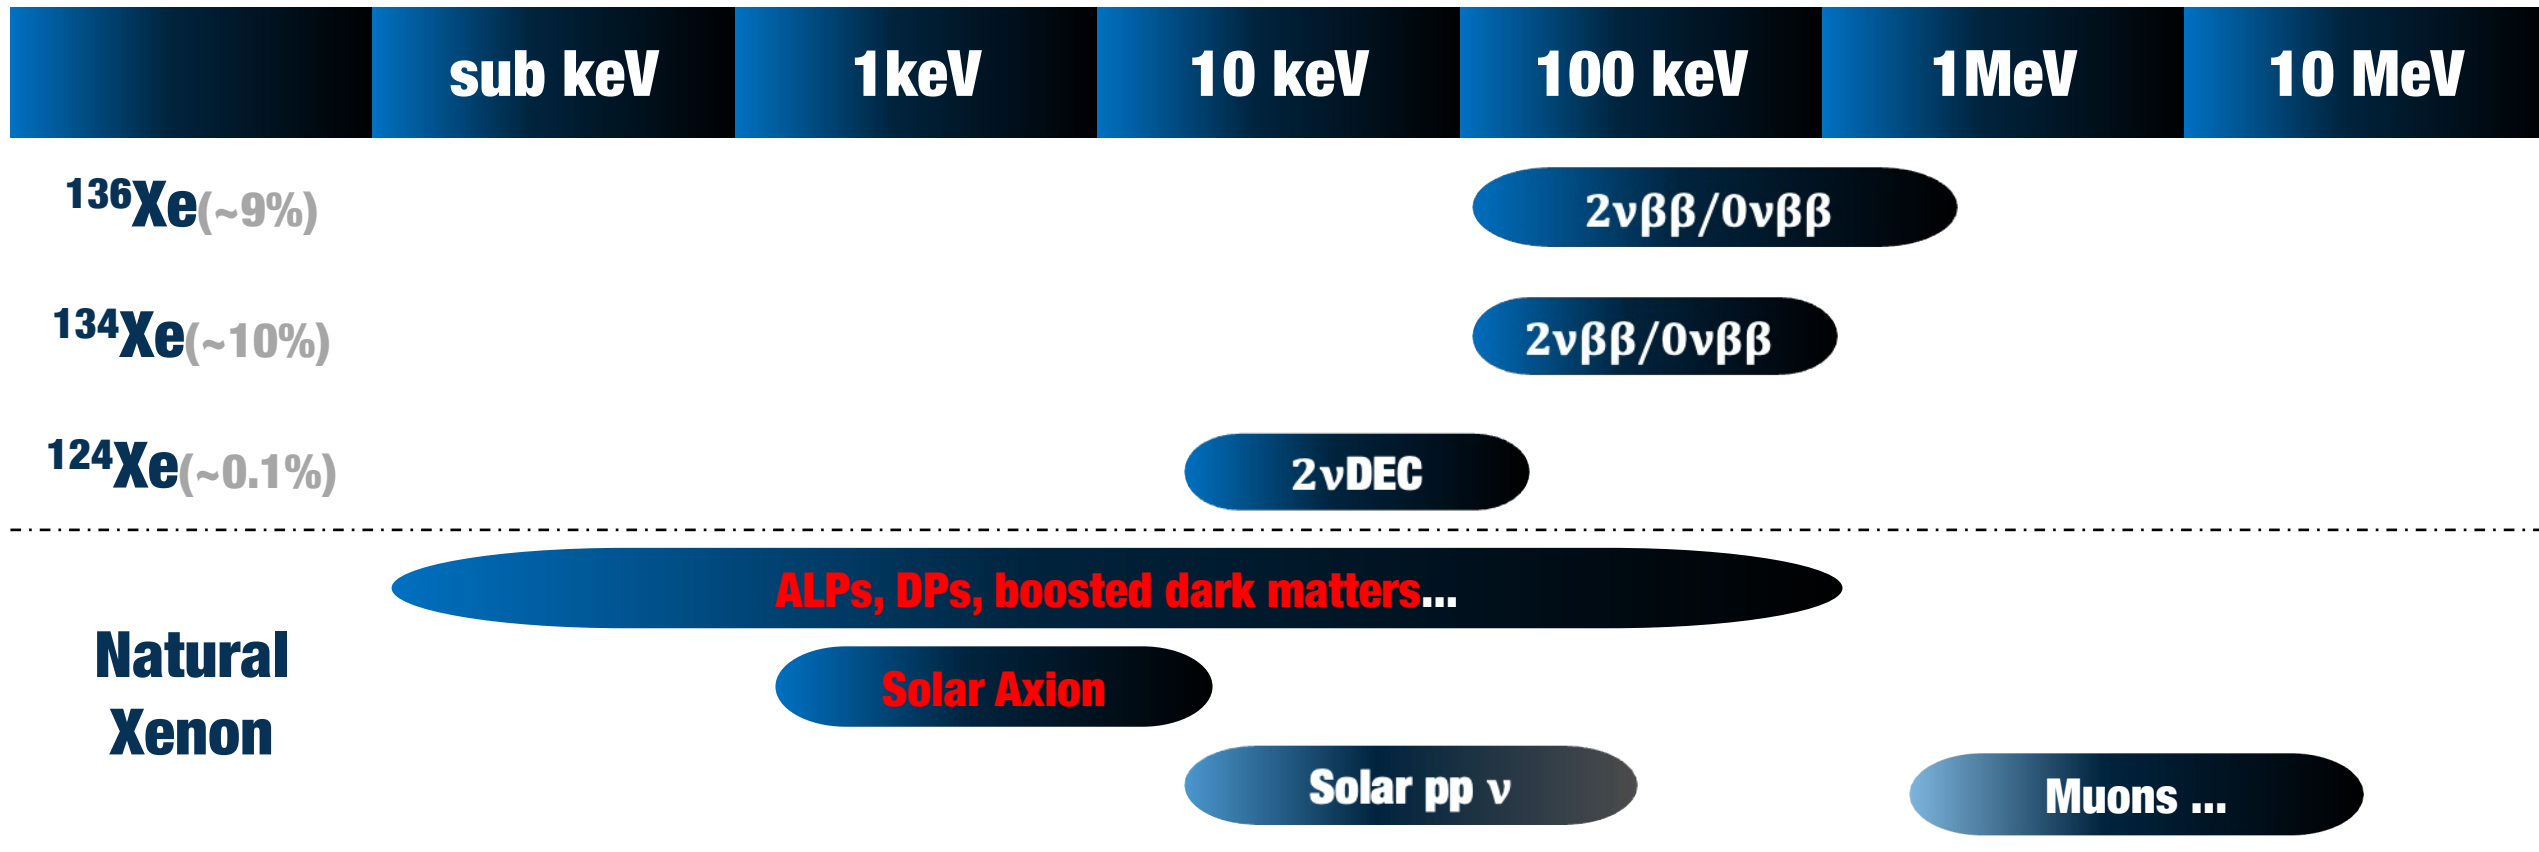 sub keV 1keV 10 keV 100 keV 1MeV 10 MeV
¹³⁶Xe(~9%) 2νββ/0νββ
¹³⁴Xe(~10%) 2νββ/0νββ
¹²⁴Xe(~0.1%) 2νDEC
ALPs, DPs, boosted dark matters...
Natural
Xenon
Solar Axion
Solar pp ν
Muons ...